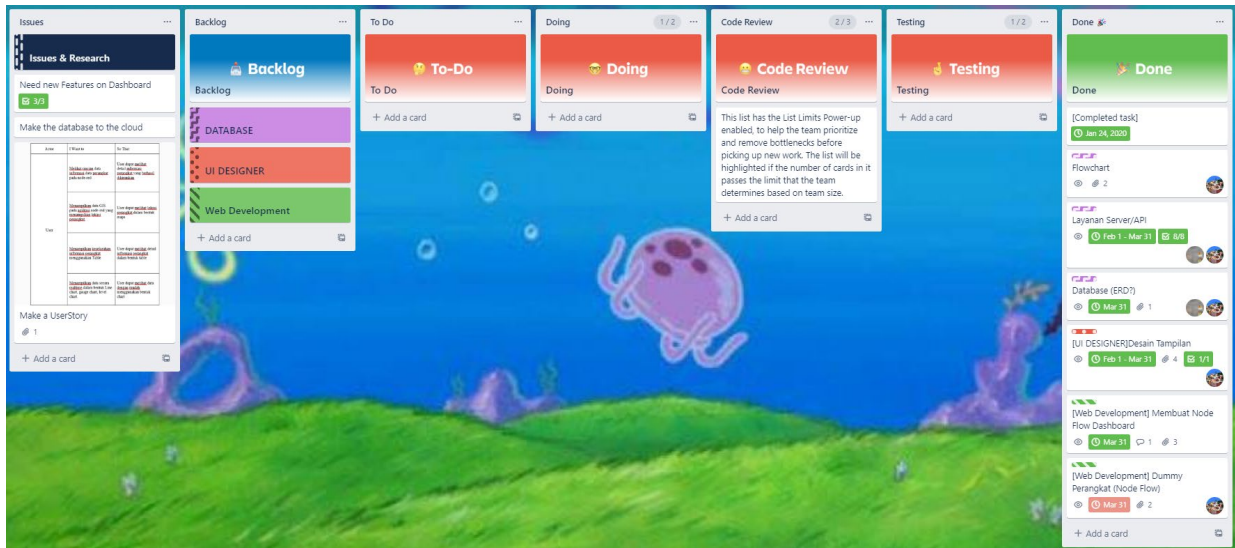 Issues
Issues & Research
Need new Features on Dashboard
3/3
Make the database to the cloud
Actor I Want to So That
User
Make a UserStory
1
+ Add a card
Backlog
Backlog
Backlog
DATABASE
UI DESIGNER
Web Development
+ Add a card
To Do
To-Do
To Do
+ Add a card
Doing 1/2
Doing
Doing
+ Add a card
Code Review 2/3
Code Review
Code Review
This list has the List Limits Power-up
enabled, to help the team prioritize
and remove bottlenecks before
picking up new work. The list will be
highlighted if the number of cards in it
passes the limit that the team
determines based on team size.
+ Add a card
Testing 1/2
Testing
Testing
+ Add a card
Done 🎉
Done
Done
[Completed task]
Jan 24, 2020
Flowchart
2
Layanan Server/API
Feb 1 - Mar 31 8/8
Database (ERD?)
Mar 31 1
[UI DESIGNER]Desain Tampilan
Feb 1 - Mar 31 4 1/1
[Web Development] Membuat Node
Flow Dashboard
Mar 31 1 3
[Web Development] Dummy
Perangkat (Node Flow)
Mar 31 2
+ Add a card